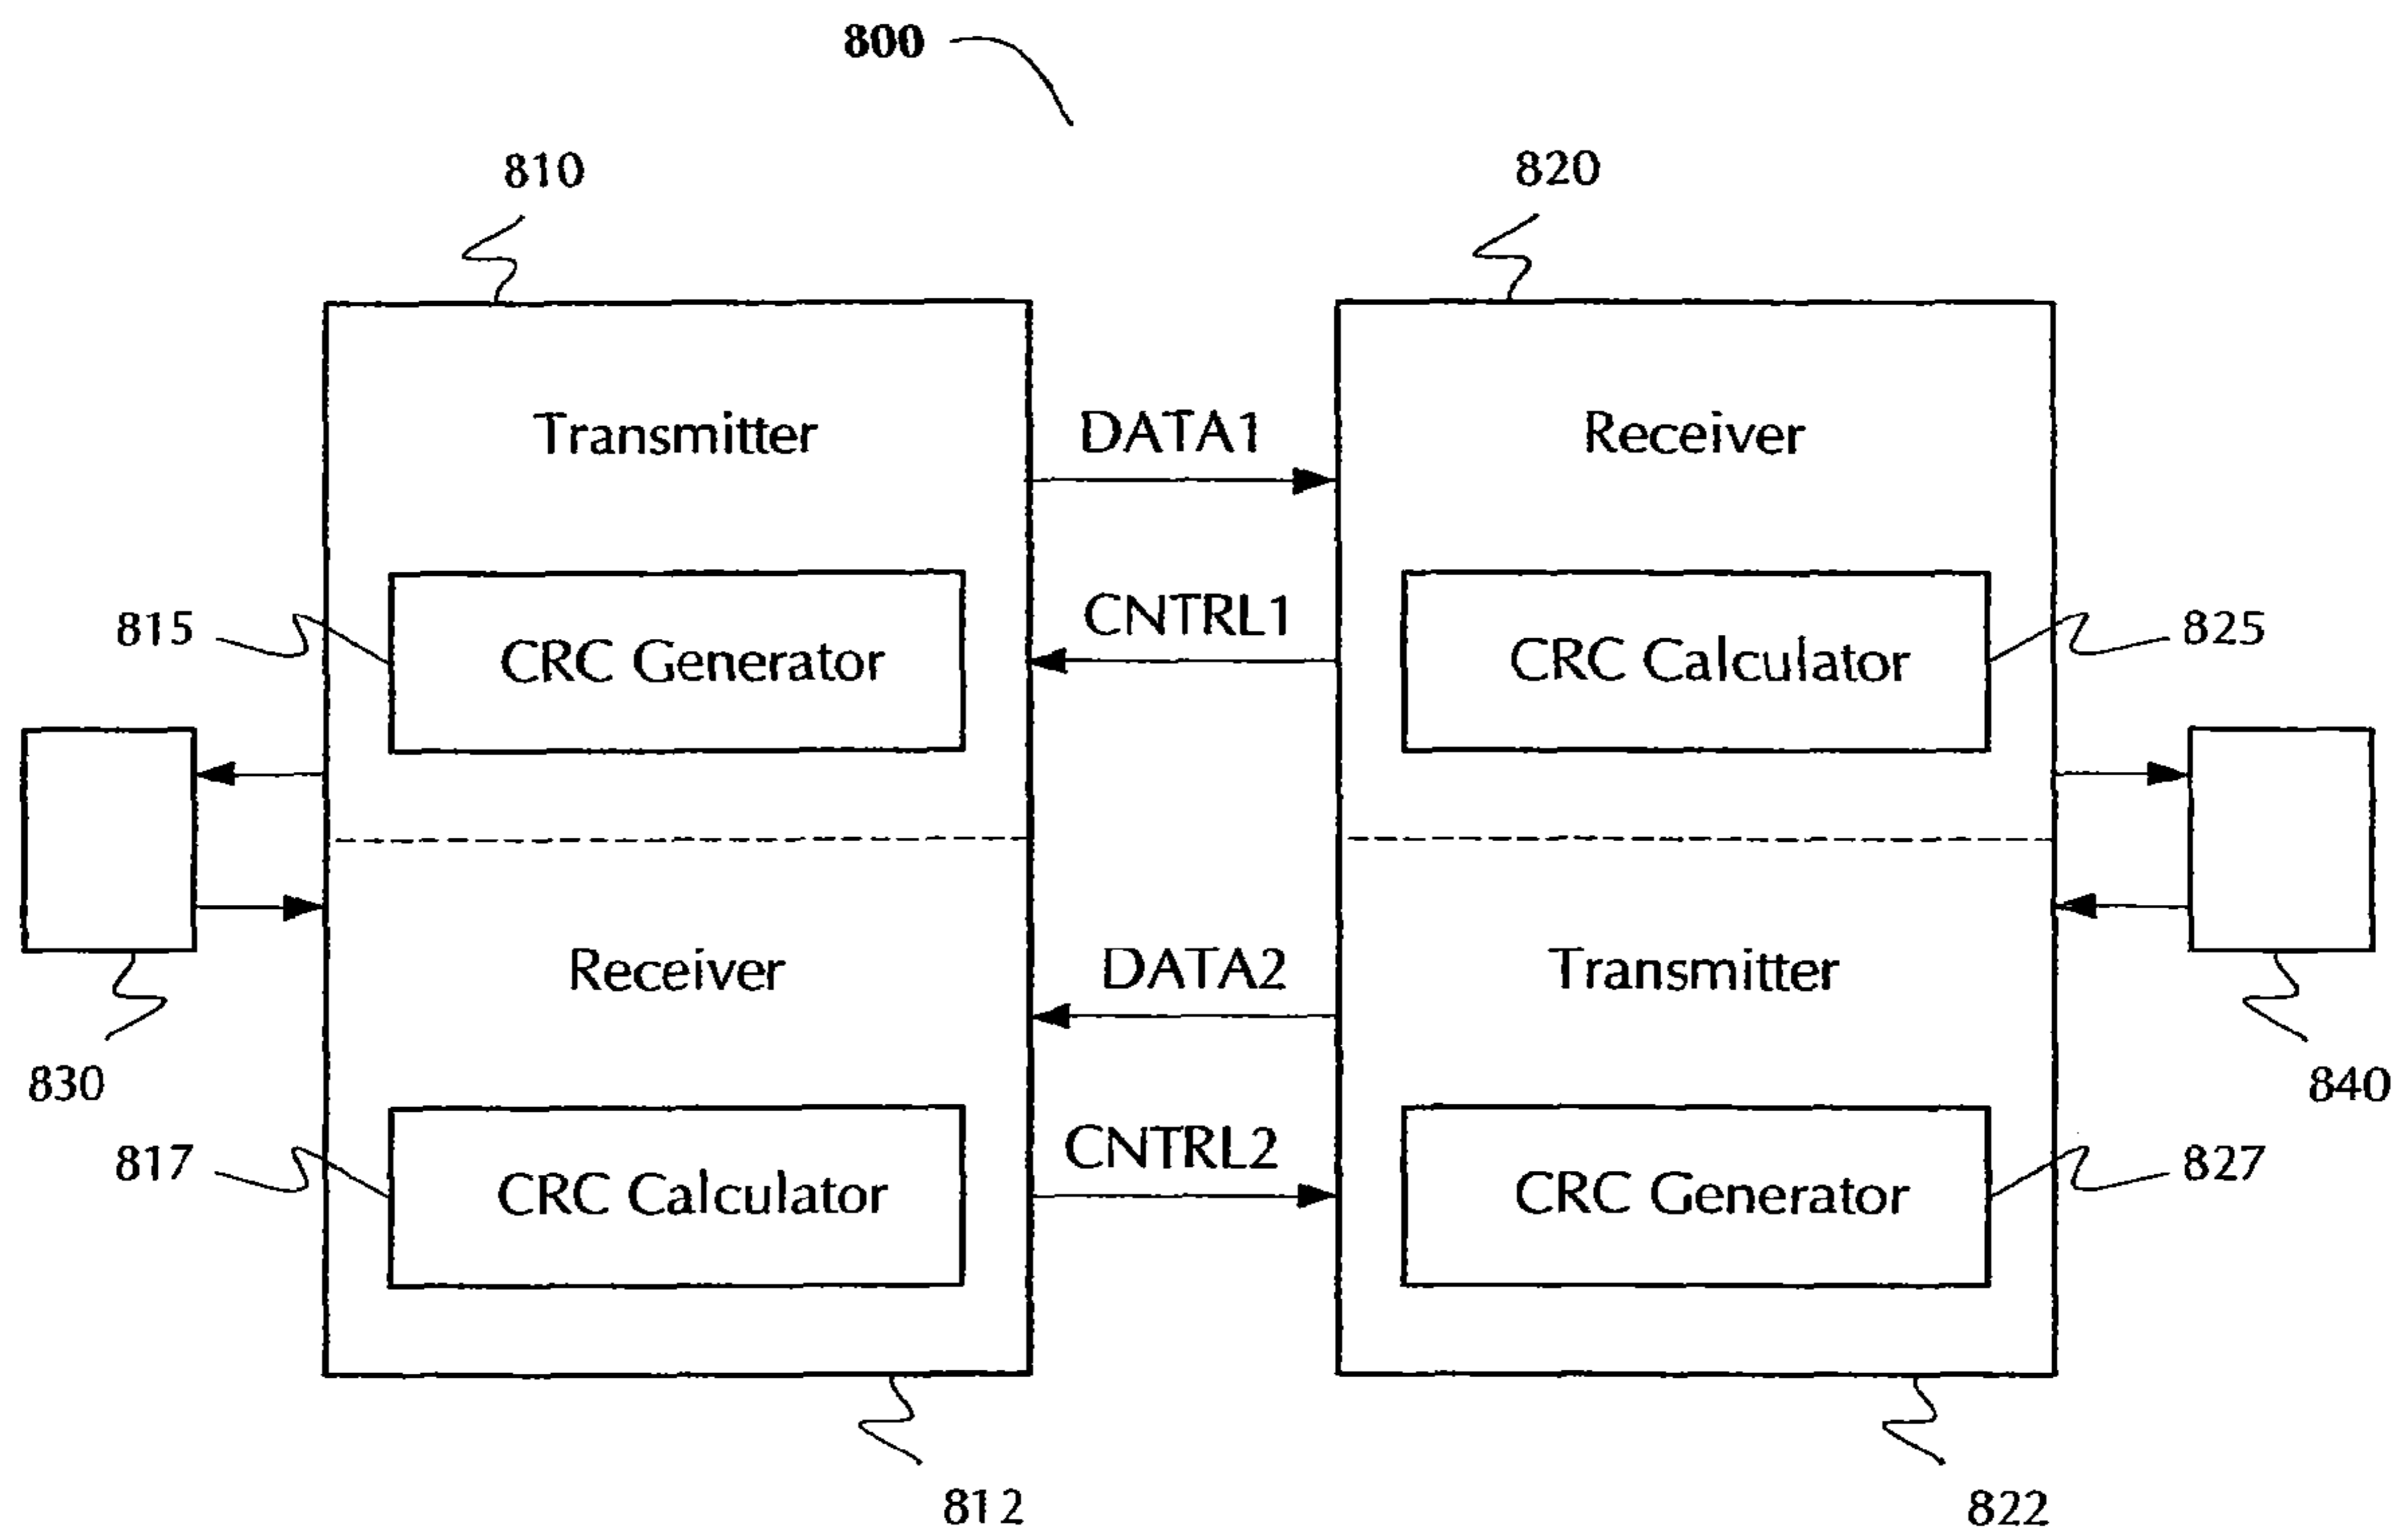 800
810
820
Transmitter
DATA1
Receiver
815
CRC Generator
CNTRL1
CRC Calculator
825
Receiver
DATA2
Transmitter
830
840
817
CRC Calculator
CNTRL2
CRC Generator
827
812
822